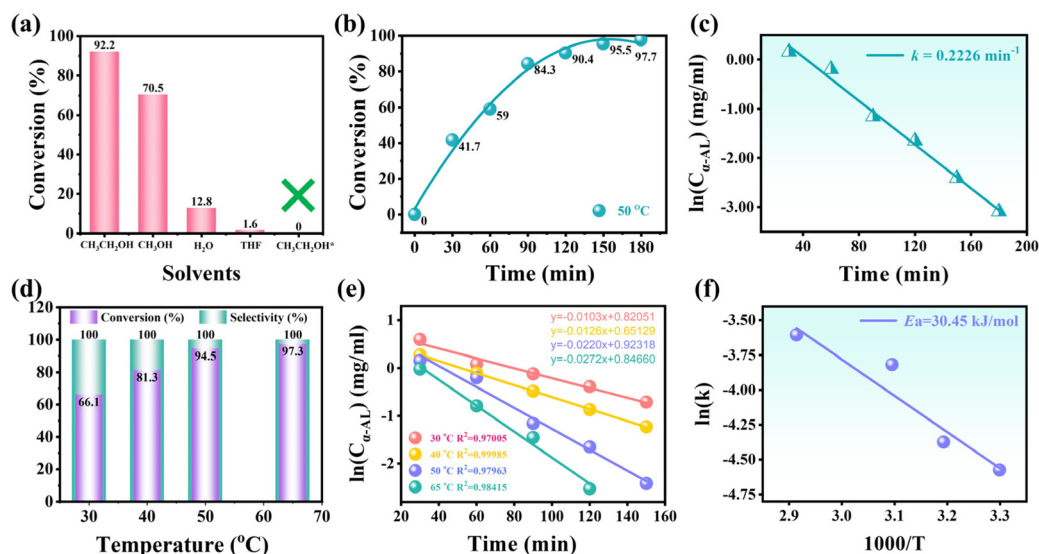 (a)
Conversion (%)
100
80
60
40
20
0
92.2
70.5
12.8
1.6
0
CH₃CH₂OH
CH₃OH
H₂O
THF
CH₃CH₂OH*
Solvents
(b)
Conversion (%)
100
80
60
40
20
0
0
41.7
59
84.3
90.4
95.5
97.7
50 °C
0
30
60
90
120
150
180
Time (min)
(c)
ln(Cα-AL) (mg/ml)
0.00
-1.00
-2.00
-3.00
k = 0.2226 min⁻¹
40
80
120
160
200
Time (min)
(d)
120
100
80
60
40
20
0
Conversion (%)
Selectivity (%)
100
100
100
100
66.1
81.3
94.5
97.3
30
40
50
60
70
Temperature (°C)
(e)
ln(Cα-AL) (mg/ml)
1
0
-1
-2
y=-0.0103x+0.82051
y=-0.0126x+0.65129
y=-0.0220x+0.92318
y=-0.0272x+0.84660
30 °C R²=0.97005
40 °C R²=0.99985
50 °C R²=0.97963
65 °C R²=0.98415
20
40
60
80
100
120
140
160
Time (min)
(f)
ln(k)
-3.50
-3.75
-4.00
-4.25
-4.50
-4.75
Ea=30.45 kJ/mol
2.9
3.0
3.1
3.2
3.3
1000/T